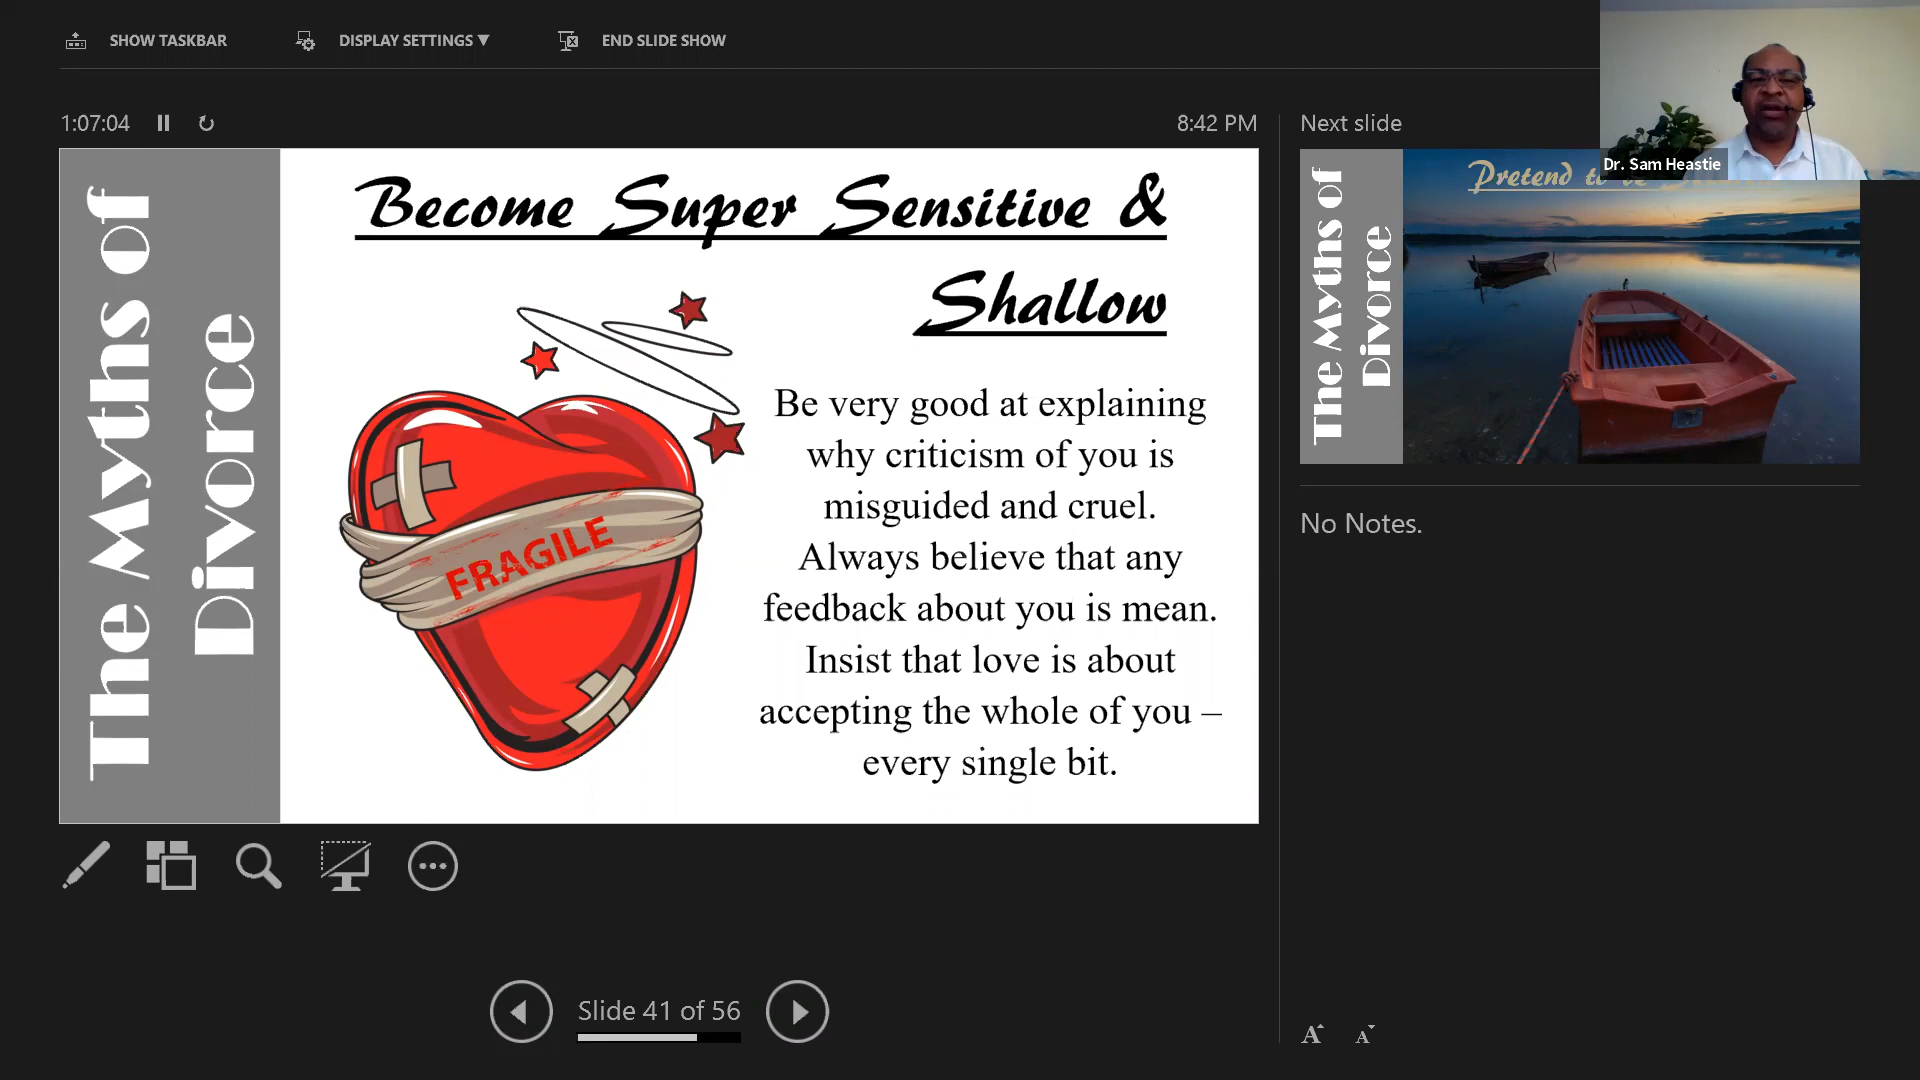 SHOW TASKBAR
DISPLAY SETTINGS ▼
END SLIDE SHOW
1:07:04
8:42 PM
Next slide
Dr. Sam Heastie
The Myths of
Divorce
Become Super Sensitive &
Shallow
FRAGILE
Be very good at explaining
why criticism of you is
misguided and cruel.
Always believe that any
feedback about you is mean.
Insist that love is about
accepting the whole of you –
every single bit.
The Myths of
Divorce
Pretend to be
No Notes.
Slide 41 of 56
A
A